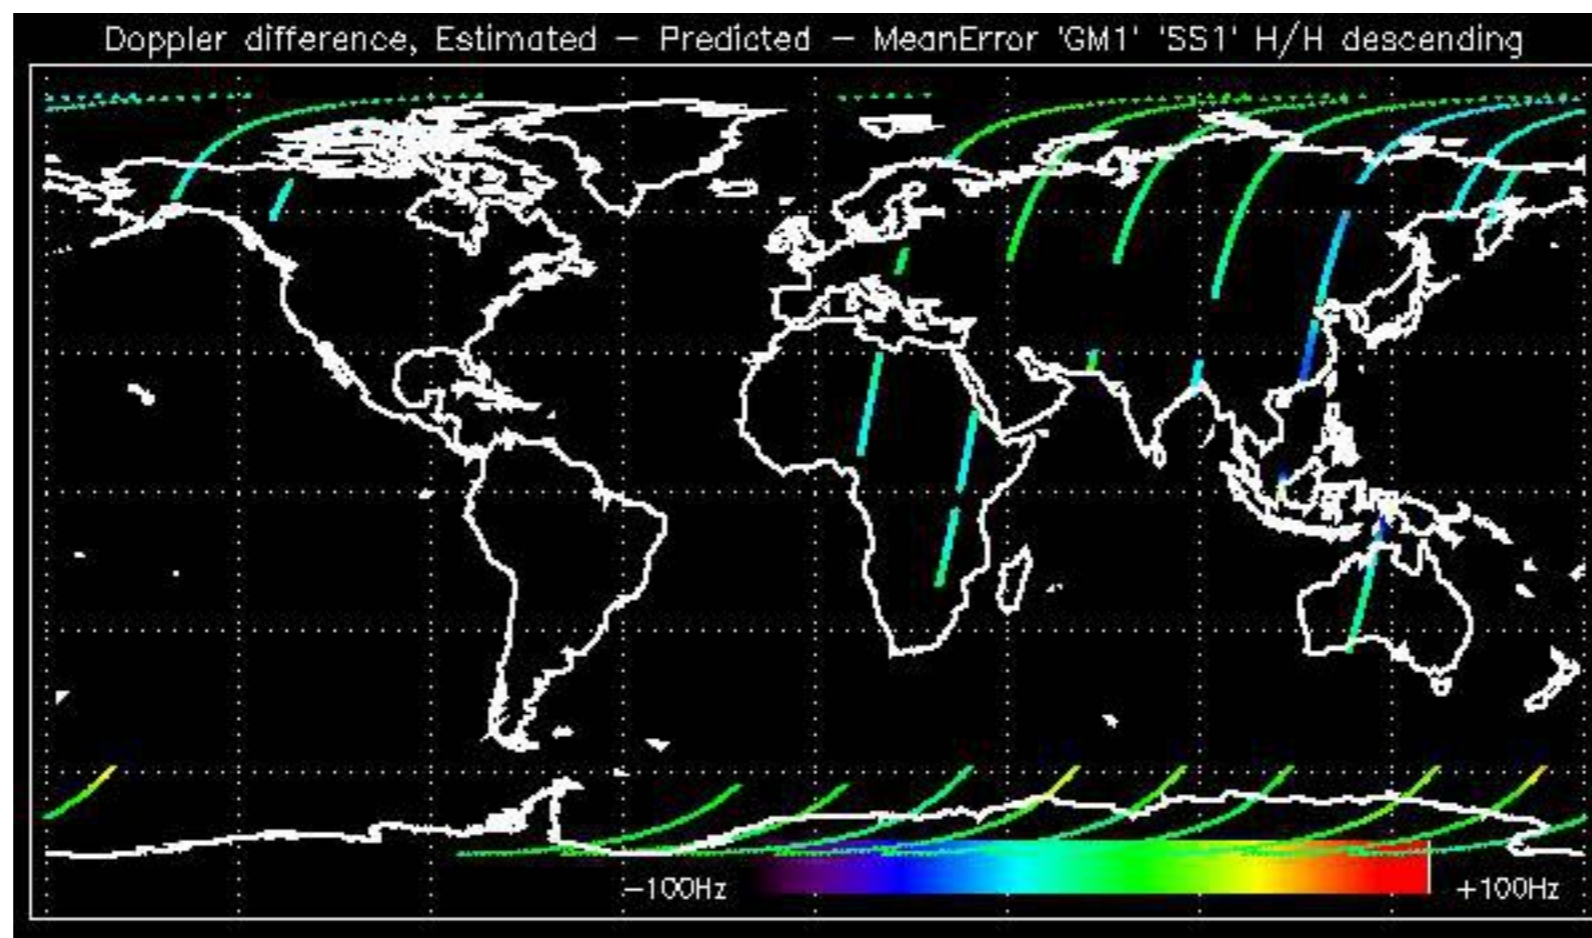 Doppler difference, Estimated – Predicted – MeanError 'GM1' 'SS1' H/H descending
-100Hz +100Hz